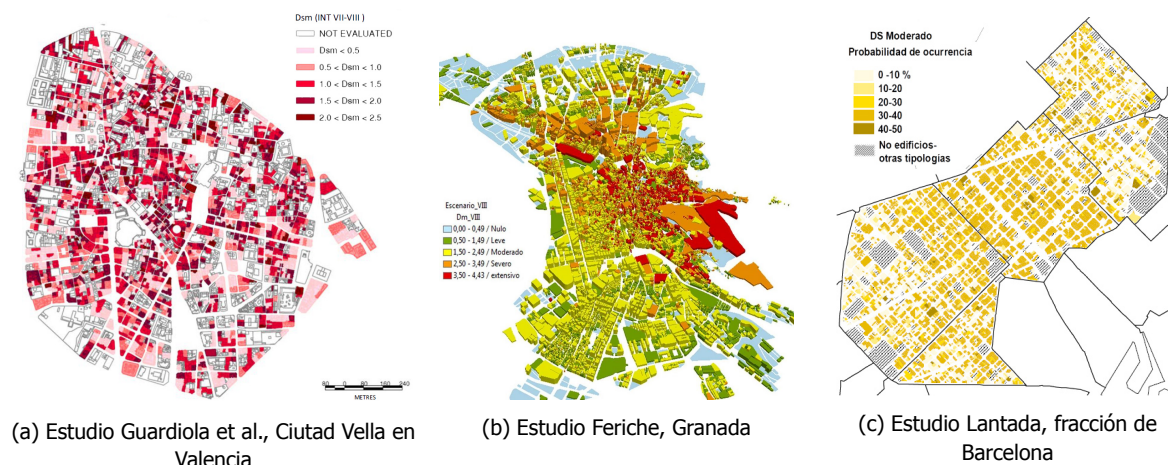 Dsm (INT VII-VIII)
NOT EVALUATED
Dsm < 0.5
0.5 < Dsm < 1.0
1.0 < Dsm < 1.5
1.5 < Dsm < 2.0
2.0 < Dsm < 2.5
80 0 80 160 240
METRES
(a) Estudio Guardiola et al., Ciutad Vella en
Valencia
Escenario_VIII
Dm_VIII
0,00 - 0,49 / Nulo
0,50 - 1,49 / Leve
1,50 - 2,49 / Moderado
2,50 - 3,49 / Severo
3,50 - 4,43 / extensivo
(b) Estudio Feriche, Granada
DS Moderado
Probabilidad de ocurrencia
0 -10 %
10-20
20-30
30-40
40-50
No edificios-
otras tipologías
(c) Estudio Lantada, fracción de
Barcelona